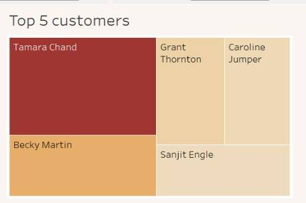 Top 5 customers
Tamara Chand
Grant
Thornton
Caroline
Jumper
Becky Martin
Sanjit Engle